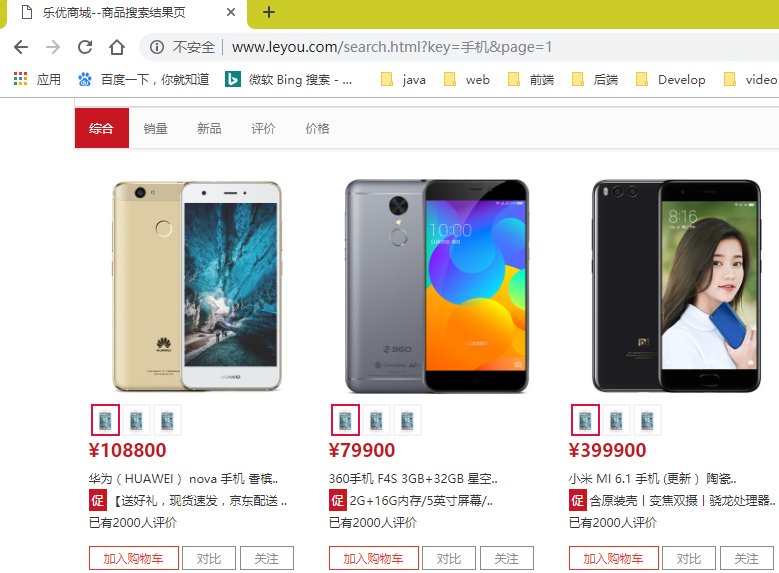 乐优商城--商品搜索结果页
不安全 | www.leyou.com/search.html?key=手机&page=1
应用 百度一下，你就知道 微软 Bing 搜索 - ... java web 前端 后端 Develop video
综合 销量 新品 评价 价格
HUAWEI HUAWEI
360 10:00
8:16 MI
¥108800 ¥79900 ¥399900
华为（HUAWEI） nova 手机 香槟.. 360手机 F4S 3GB+32GB 星空.. 小米 MI 6.1 手机 (更新 ） 陶瓷..
促 【送好礼，现货速发，京东配送 .. 促 2G+16G内存/5英寸屏幕/.. 促 含原装壳丨变焦双摄丨骁龙处理器..
已有2000人评价 已有2000人评价 已有2000人评价
加入购物车 对比 关注 加入购物车 对比 关注 加入购物车 对比 关注